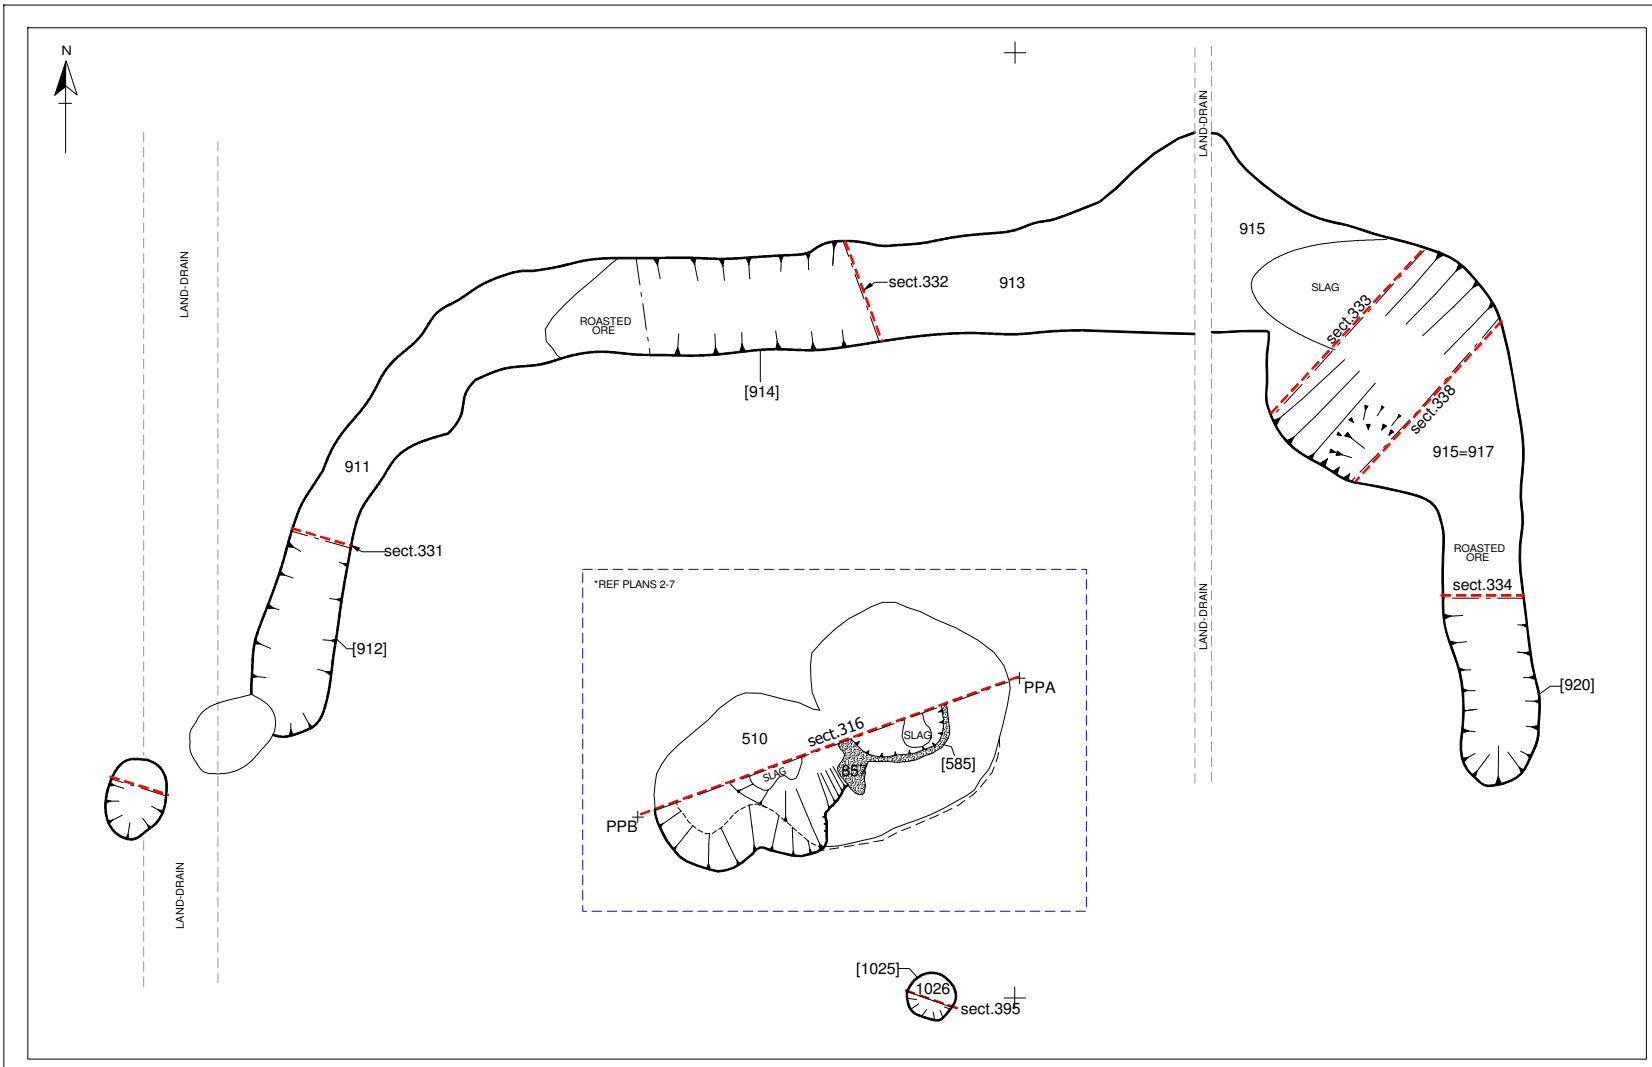 N
LAND-DRAIN
915
LAND-DRAIN
sect.332
913
SLAG
ROASTED
ORE
sect.333
[914]
sect.338
911
915=917
sect.331
ROASTED
ORE
*REF PLANS 2-7
sect.334
LAND-DRAIN
[912]
PPA
[920]
sect.316
510
SLAG
[585]
SLAG
PPB
LAND-DRAIN
[1025]
1026
sect.395